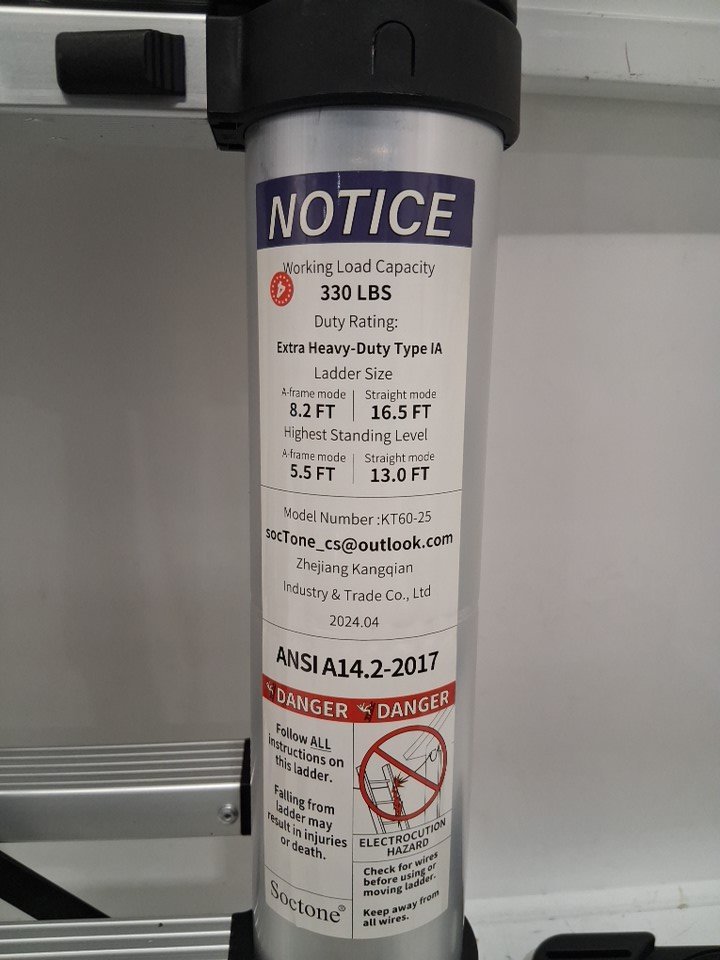 NOTICE
Working Load Capacity
4
330 LBS
Duty Rating:
Extra Heavy-Duty Type IA
Ladder Size
A-frame mode | Straight mode
8.2 FT | 16.5 FT
Highest Standing Level
A-frame mode | Straight mode
5.5 FT | 13.0 FT
Model Number :KT60-25
socTone_cs@outlook.com
Zhejiang Kangqian
Industry & Trade Co., Ltd
2024.04
ANSI A14.2-2017
DANGER DANGER
Follow ALL
instructions on
this ladder.
Falling from
ladder may
result in injuries
or death.
Soctone®
ELECTROCUTION
HAZARD
Check for wires
before using or
moving ladder.
Keep away from
all wires.